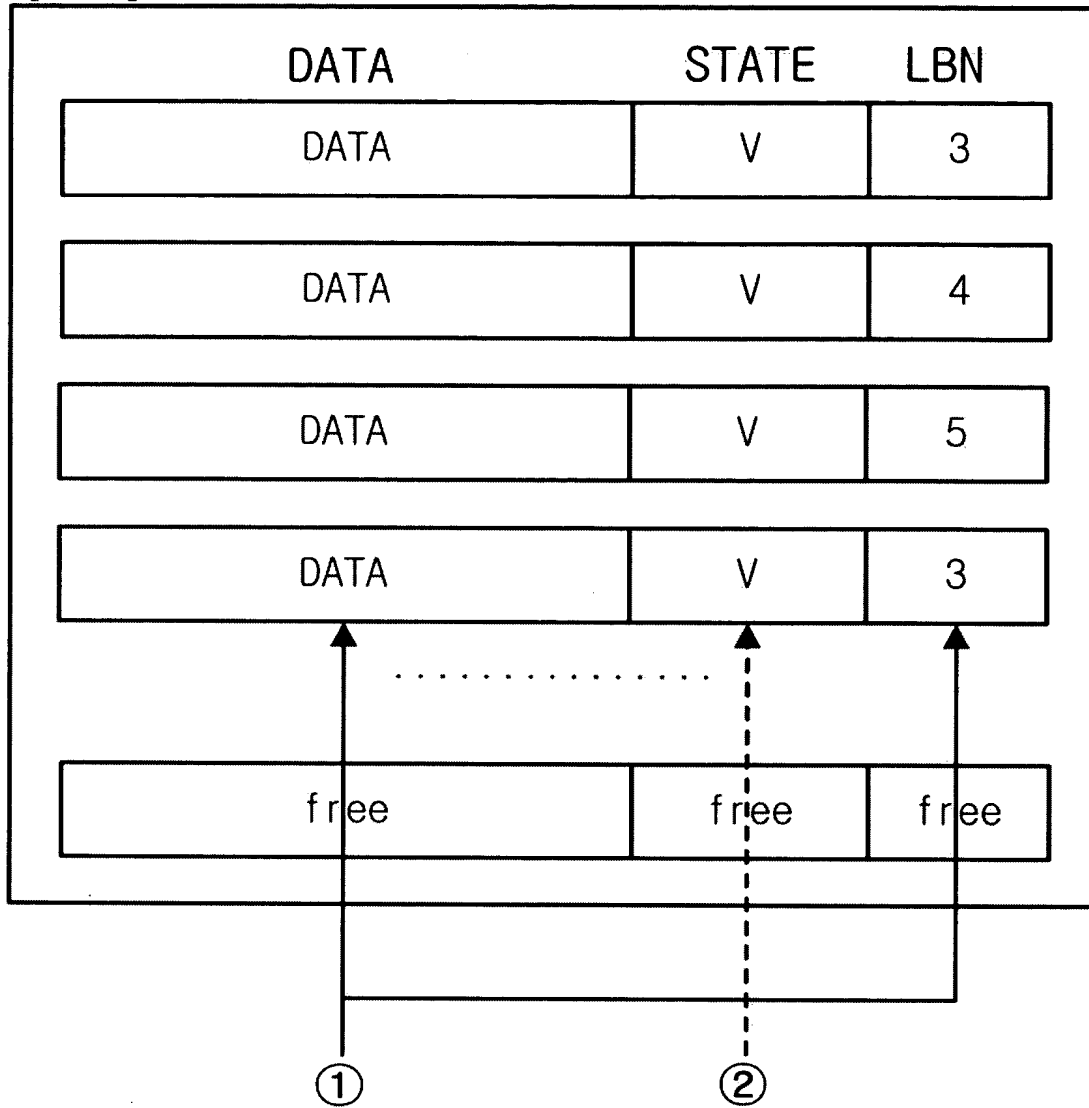 DATA STATE LBN
DATA V 3
DATA V 4
DATA V 5
DATA V 3
...............
free free free
① ②